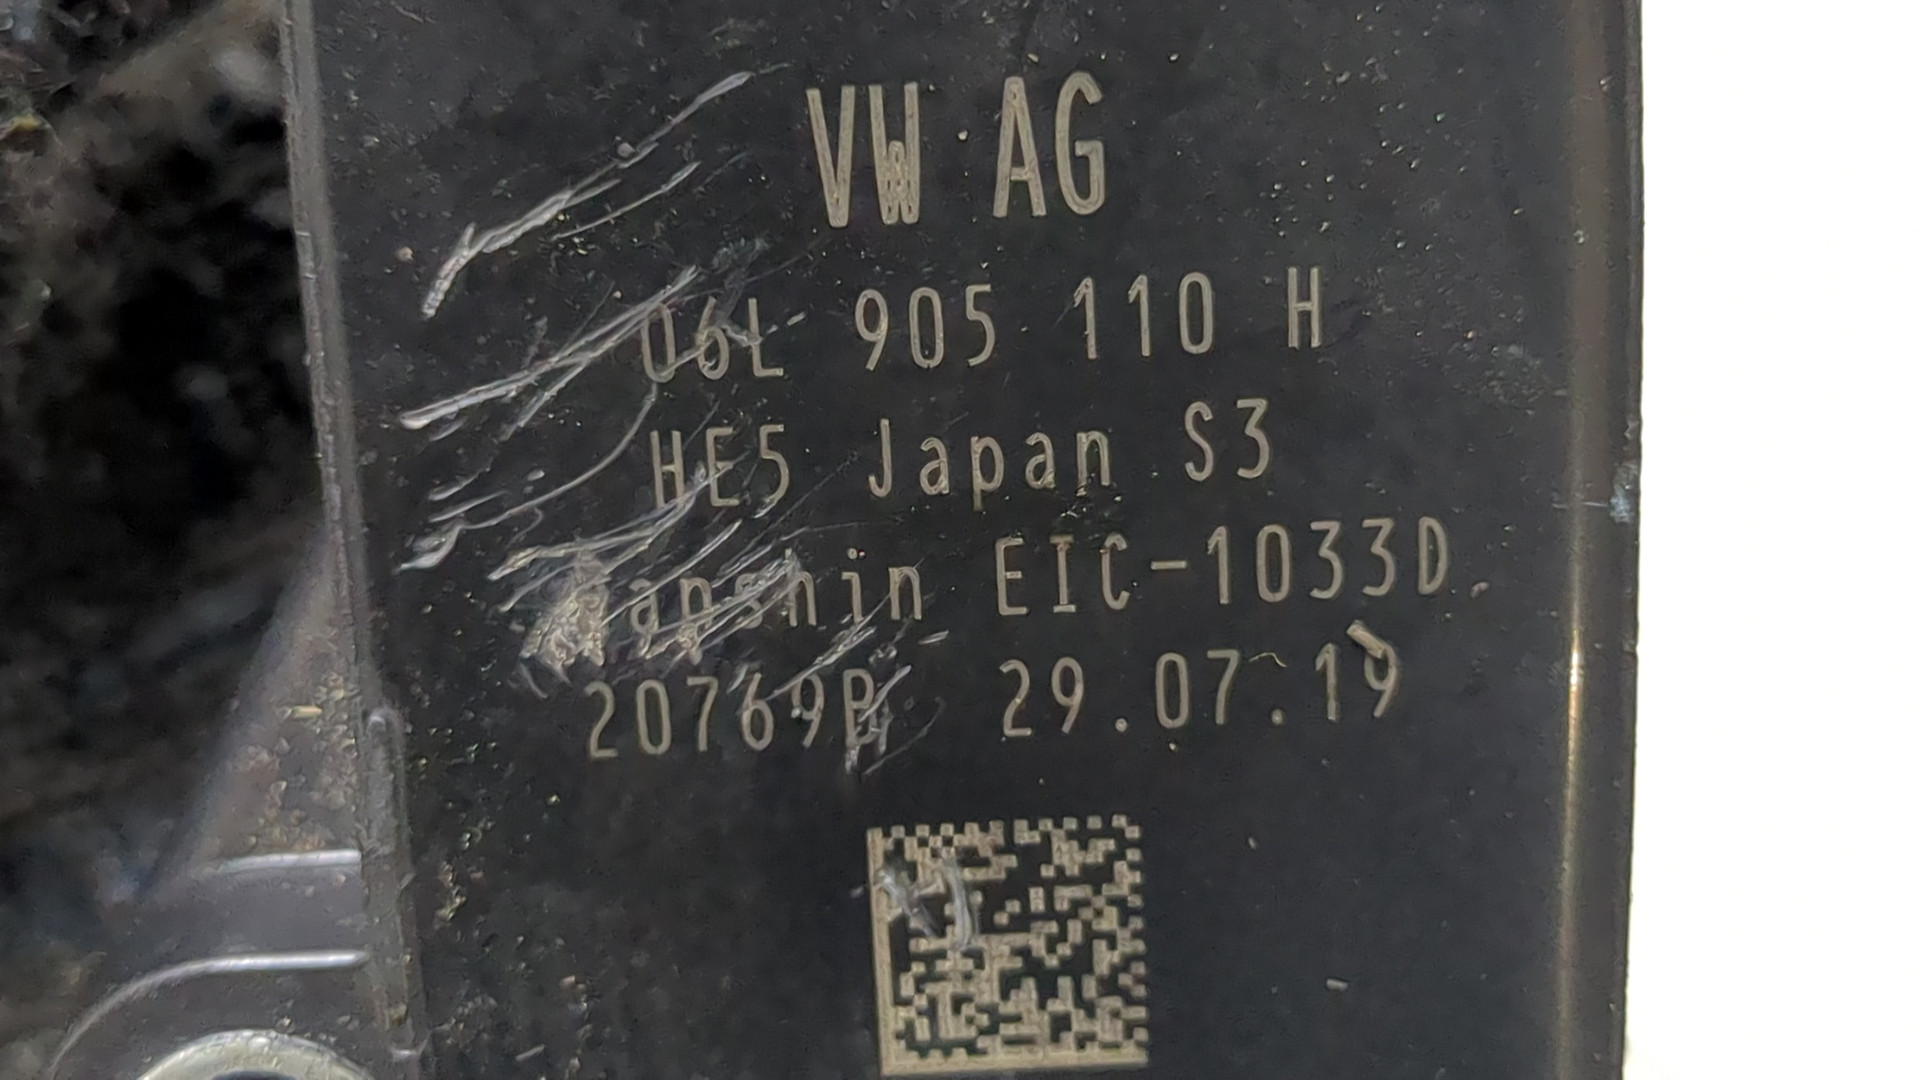 VW AG
06L 905 110 H
HE5 Japan S3
EIC-1033D
29.07.19